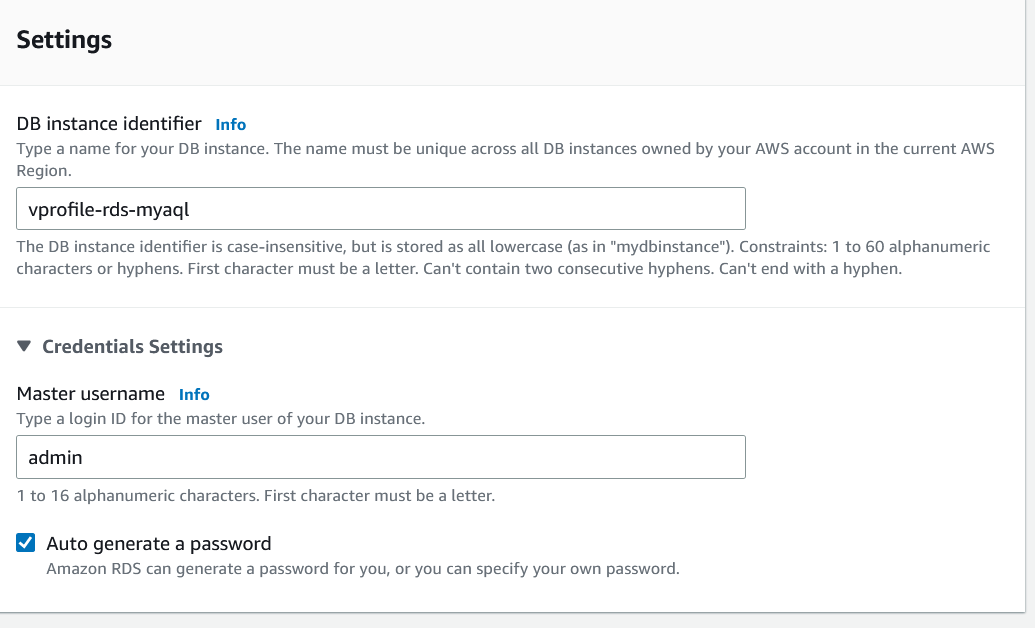 Settings
DB instance identifier Info
Type a name for your DB instance. The name must be unique across all DB instances owned by your AWS account in the current AWS
Region.
vprofile-rds-myaql
The DB instance identifier is case-insensitive, but is stored as all lowercase (as in "mydbinstance"). Constraints: 1 to 60 alphanumeric
characters or hyphens. First character must be a letter. Can't contain two consecutive hyphens. Can't end with a hyphen.
Credentials Settings
Master username Info
Type a login ID for the master user of your DB instance.
admin
1 to 16 alphanumeric characters. First character must be a letter.
Auto generate a password
Amazon RDS can generate a password for you, or you can specify your own password.